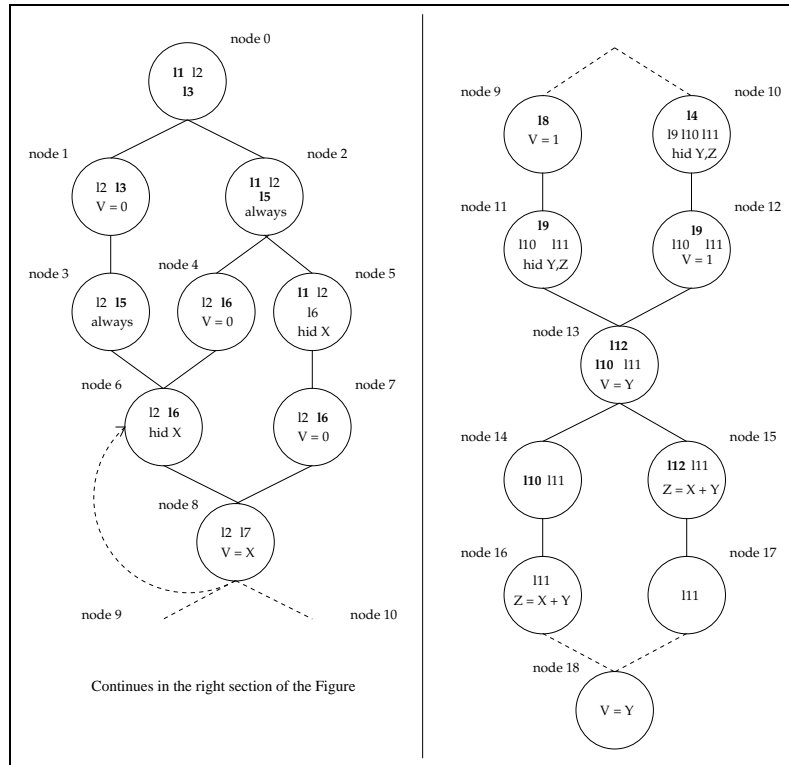 node 0
l1 l2
l3
node 1
l2 l3
V = 0
node 2
l1 l2
l5
always
node 3
l2 l5
always
node 4
l2 l6
V = 0
node 5
l1 l2
l6
hid X
node 6
l2 l6
hid X
node 7
l2 l6
V = 0
node 8
l2 l7
V = X
node 9
node 10
Continues in the right section of the Figure
node 9
l8
V = 1
node 10
l4
l9 l10 l11
hid Y,Z
node 11
l9
l10 l11
hid Y,Z
node 12
l9
l10 l11
V = 1
node 13
l12
l10 l11
V = Y
node 14
l10 l11
node 15
l12 l11
Z = X + Y
node 16
l11
Z = X + Y
node 17
l11
node 18
V = Y